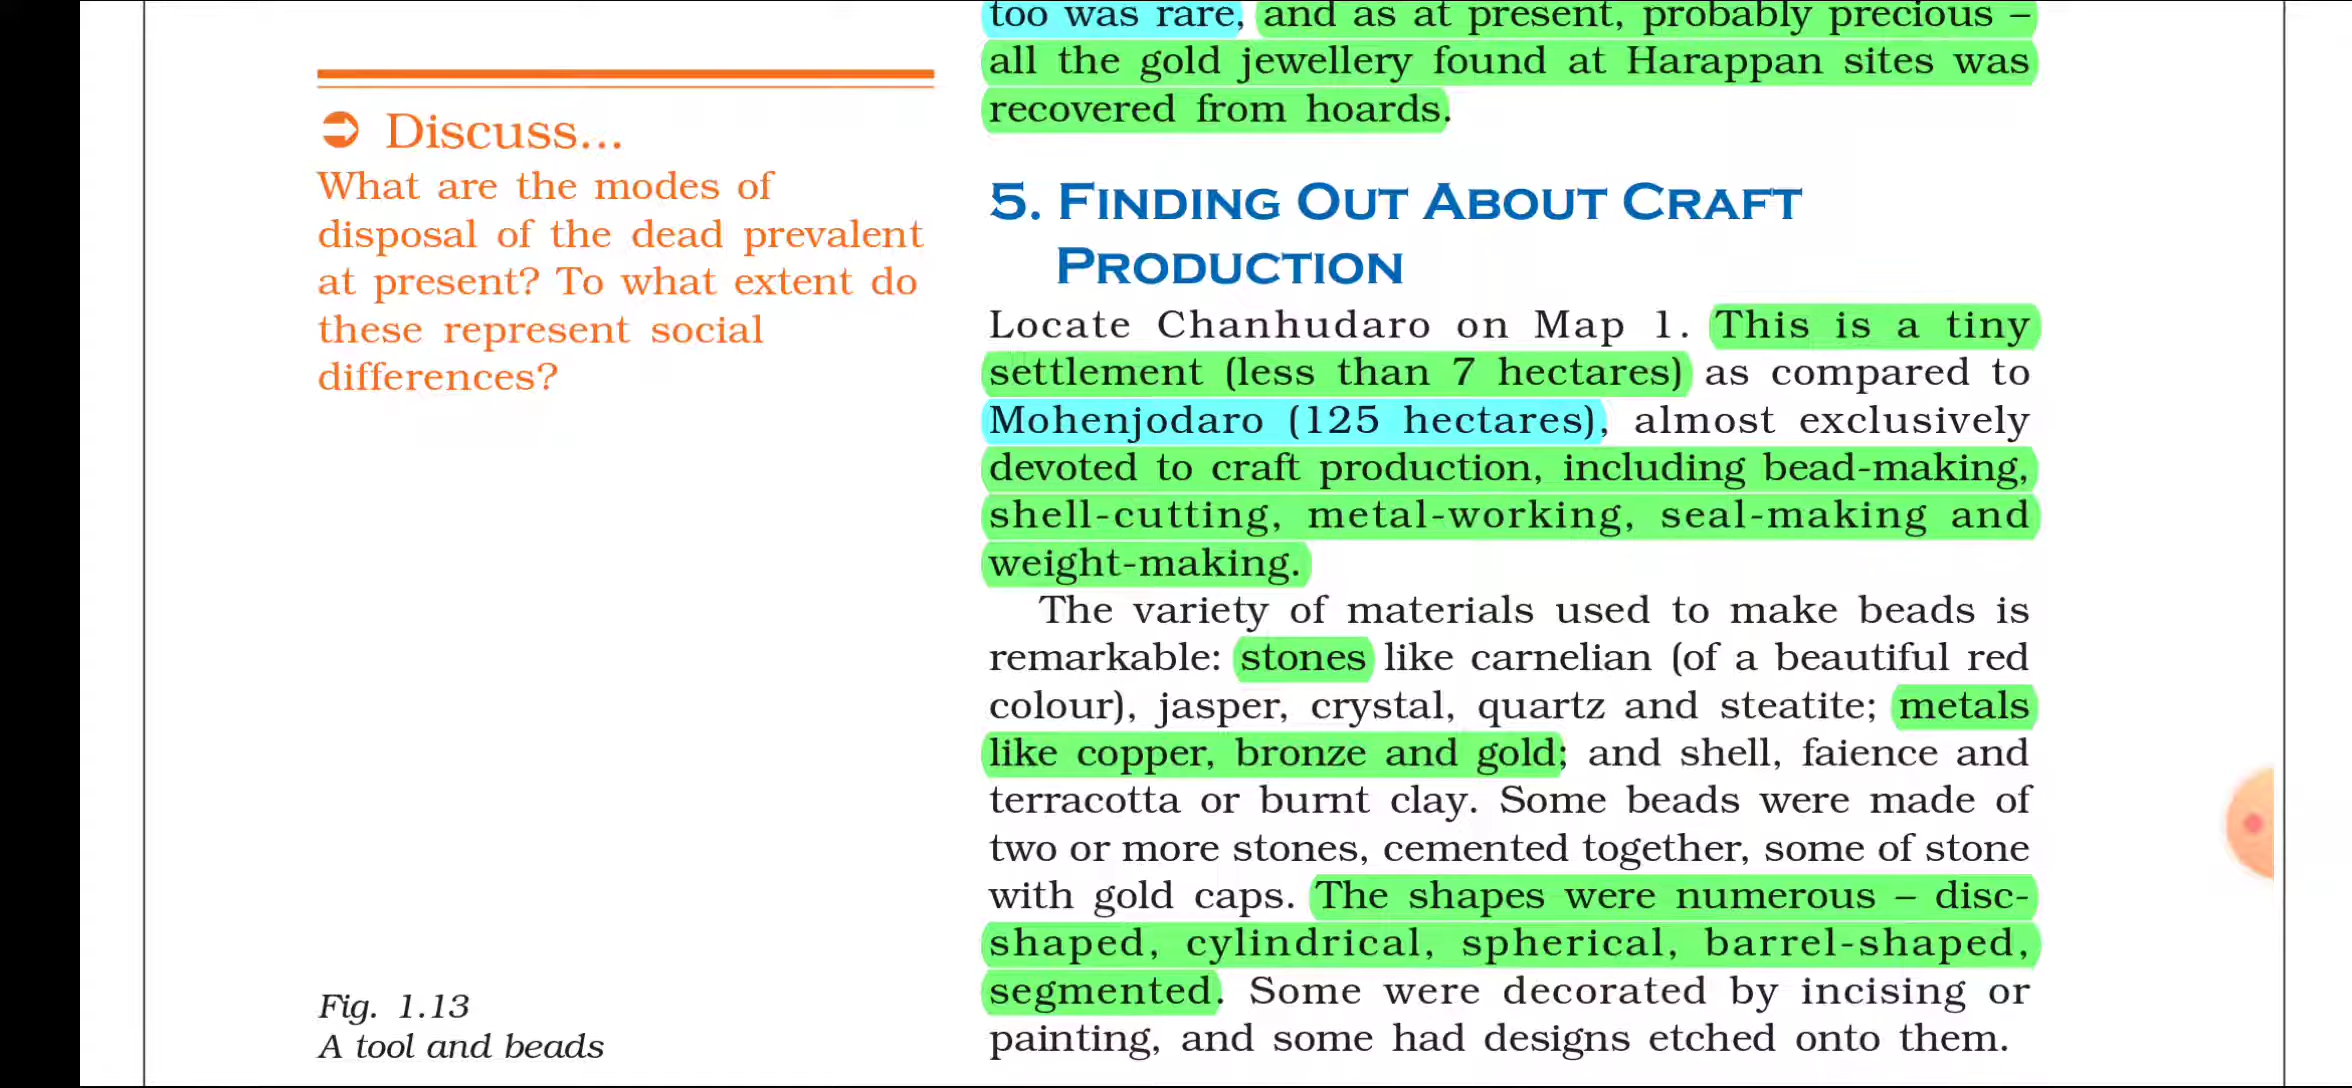 too was rare, and as at present, probably precious –
all the gold jewellery found at Harappan sites was
recovered from hoards.
Discuss...
What are the modes of
disposal of the dead prevalent
at present? To what extent do
these represent social
differences?
5. FINDING OUT ABOUT CRAFT
PRODUCTION
Locate Chanhudaro on Map 1. This is a tiny
settlement (less than 7 hectares) as compared to
Mohenjodaro (125 hectares), almost exclusively
devoted to craft production, including bead-making,
shell-cutting, metal-working, seal-making and
weight-making.
The variety of materials used to make beads is
remarkable: stones like carnelian (of a beautiful red
colour), jasper, crystal, quartz and steatite; metals
like copper, bronze and gold; and shell, faience and
terracotta or burnt clay. Some beads were made of
two or more stones, cemented together, some of stone
with gold caps. The shapes were numerous – disc-
shaped, cylindrical, spherical, barrel-shaped,
segmented. Some were decorated by incising or
painting, and some had designs etched onto them.
Fig. 1.13
A tool and beads